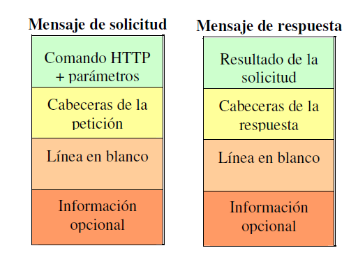 Mensaje de solicitud
Comando HTTP
+ parámetros
Cabeceras de la
petición
Línea en blanco
Información
opcional
Mensaje de respuesta
Resultado de la
solicitud
Cabeceras de la
respuesta
Línea en blanco
Información
opcional